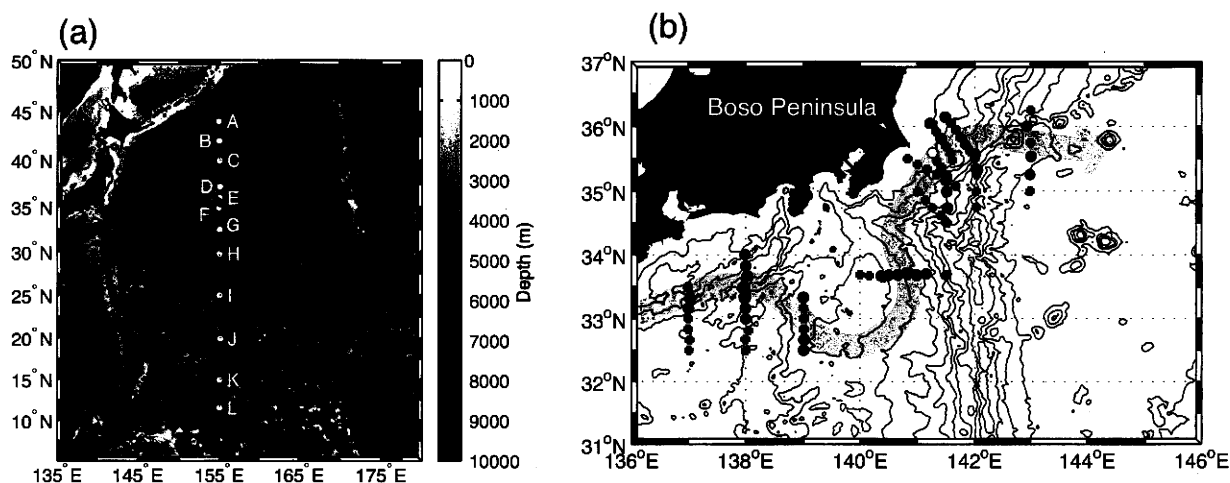 (a)
50°N
45°N
40°N
35°N
30°N
25°N
20°N
15°N
10°N
135°E 145°E 155°E 165°E 175°E
A
B
C
D
E
F
G
H
I
J
K
L
0
1000
2000
3000
4000
5000
6000
7000
8000
9000
10000
Depth (m)
(b)
37°N
36°N
35°N
34°N
33°N
32°N
31°N
136°E 138°E 140°E 142°E 144°E 146°E
Boso Peninsula